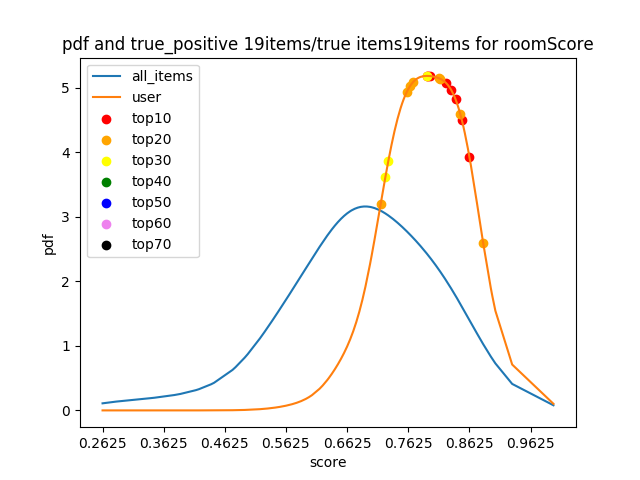 pdf and true_positive 19items/true items19items for roomScore
all_items
user
top10
top20
top30
top40
top50
top60
top70
pdf
5
4
3
2
1
0
0.2625 0.3625 0.4625 0.5625 0.6625 0.7625 0.8625 0.9625
score